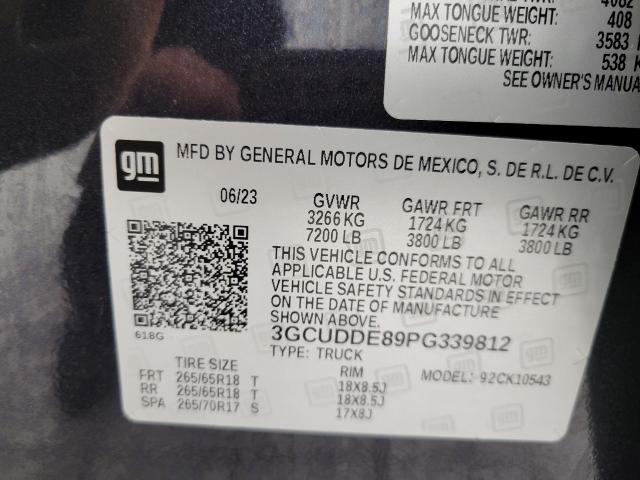 4082
MAX TONGUE WEIGHT: 408
GOOSENECK TWR: 3583
MAX TONGUE WEIGHT: 538 K
SEE OWNER'S MANUA
gm
MFD BY GENERAL MOTORS DE MEXICO, S. DE R.L. DE C.V.
06/23 GVWR GAWR FRT GAWR RR
3266 KG 1724 KG 1724 KG
7200 LB 3800 LB 3800 LB
THIS VEHICLE CONFORMS TO ALL
APPLICABLE U.S. FEDERAL MOTOR
VEHICLE SAFETY STANDARDS IN EFFECT
ON THE DATE OF MANUFACTURE
SHOWN ABOVE.
618G
3GCUDDE89PG339812
TYPE: TRUCK
TIRE SIZE RIM MODEL: 92CK10543
FRT 265/65R18 T 18X8.5J
RR 265/65R18 T 18X8.5J
SPA 265/70R17 S 17X8J